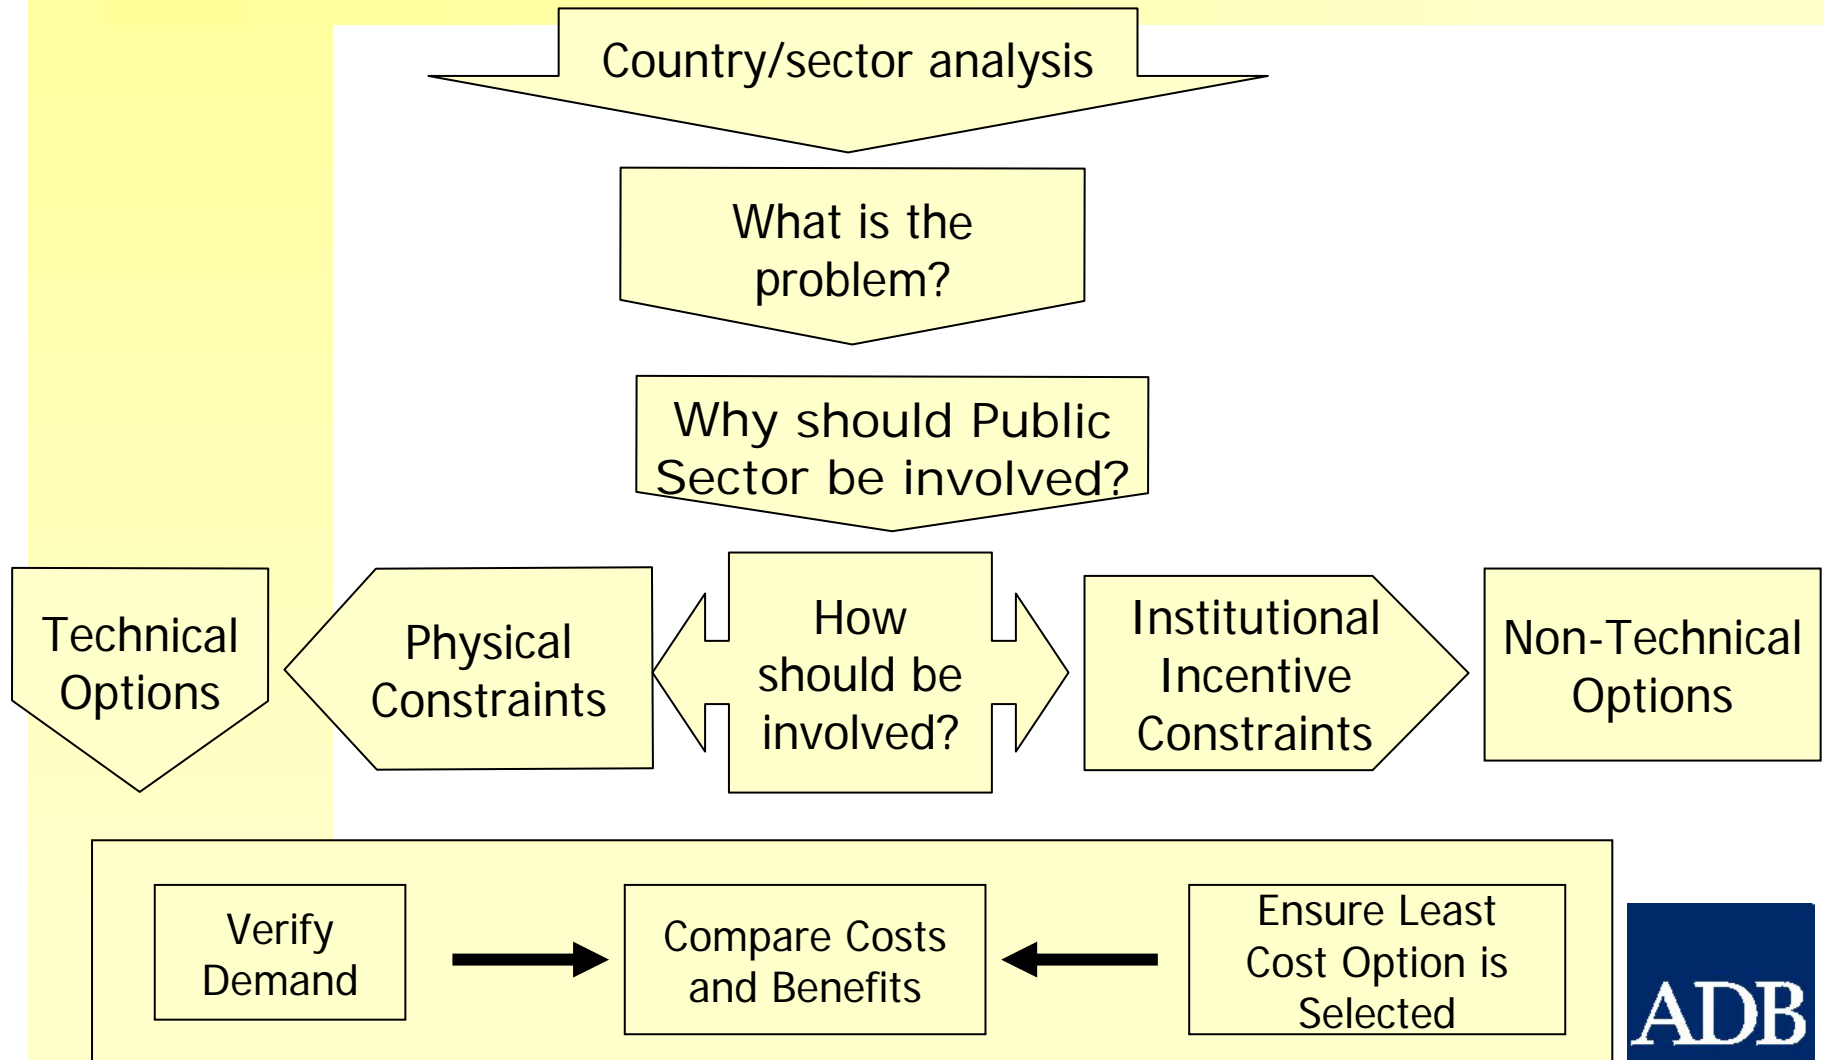 Country/sector analysis
What is the
problem?
Why should Public
Sector be involved?
Technical
Options
Physical
Constraints
How
should be
involved?
Institutional
Incentive
Constraints
Non-Technical
Options
Verify
Demand
Compare Costs
and Benefits
Ensure Least
Cost Option is
Selected
ADB